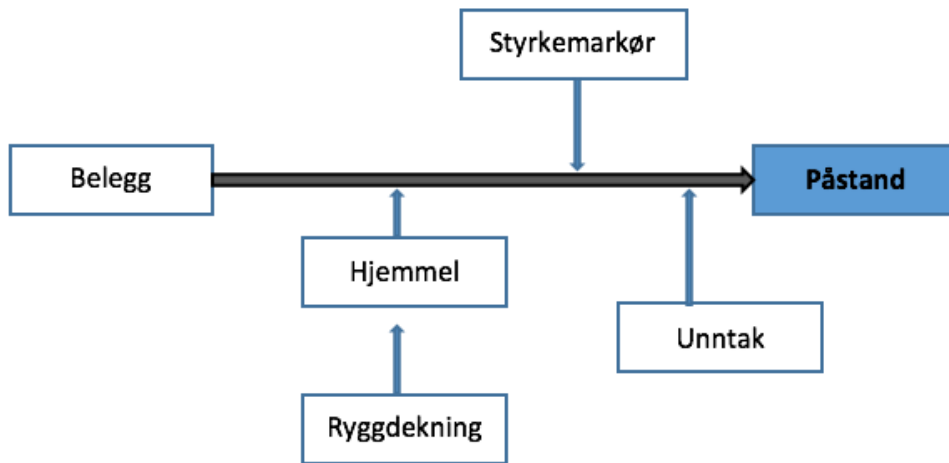 Styrkemarkør
Belegg
Påstand
Hjemmel
Unntak
Ryggdekning